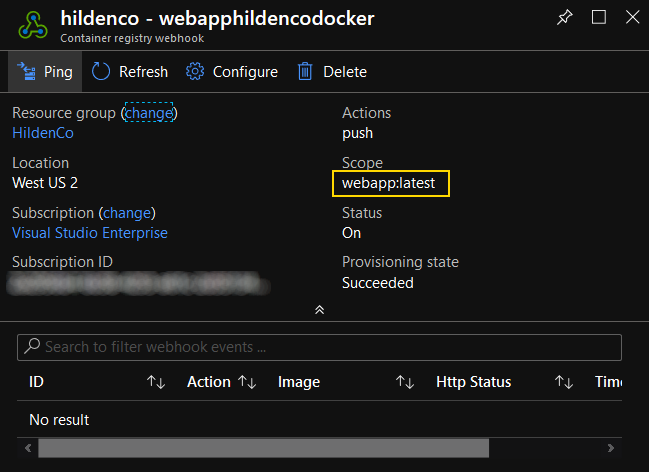 hildenco - webapphildencodocker
Container registry webhook
Ping Refresh Configure Delete
Resource group (change)
HildenCo
Location
West US 2
Subscription (change)
Visual Studio Enterprise
Subscription ID
Actions
push
Scope
webapp:latest
Status
On
Provisioning state
Succeeded
Search to filter webhook events ...
ID Action Image Http Status Time
No result